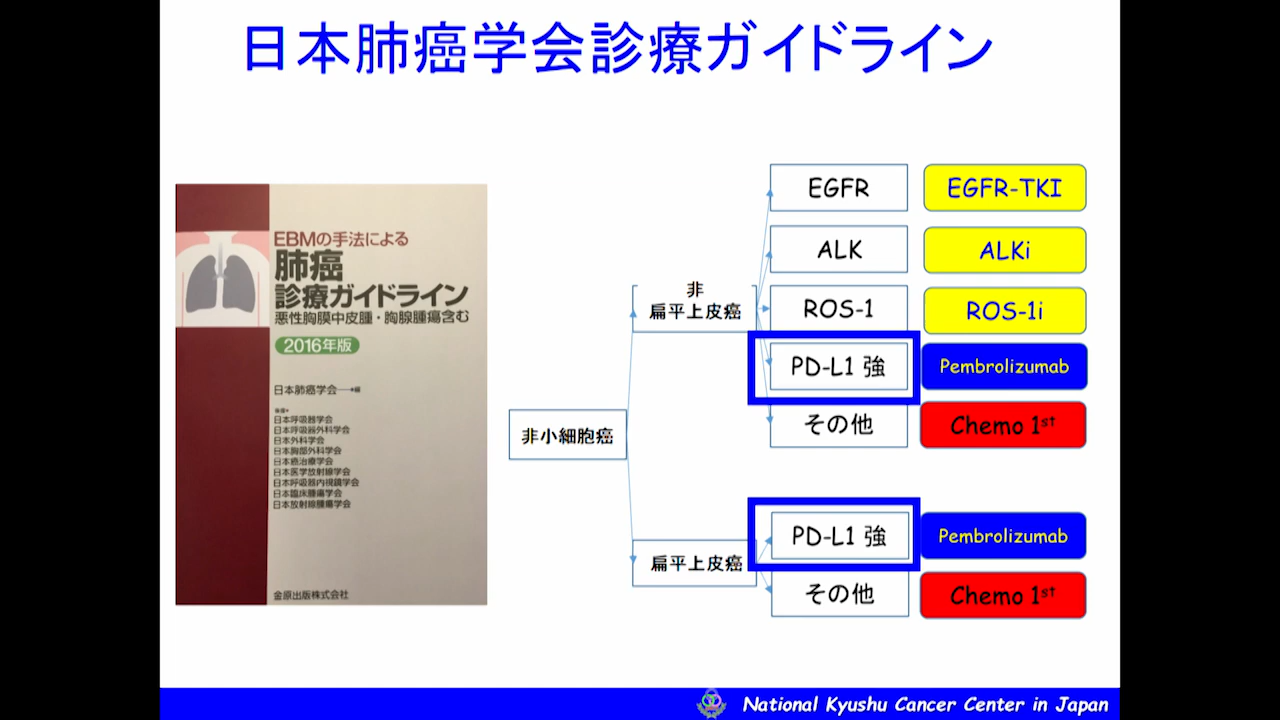 日本肺癌学会診療ガイドライン
EBMの手法による
肺癌
診療ガイドライン
悪性胸膜中皮腫・胸腺腫瘍含む
2016年版
日本肺癌学会
編
後援
日本呼吸器学会
日本呼吸器外科学会
日本外科学会
日本胸部外科学会
日本癌治療学会
日本医学放射線学会
日本呼吸器内視鏡学会
日本臨床腫瘍学会
日本放射線腫瘍学会
金原出版株式会社
非小細胞癌
非
扁平上皮癌
EGFR
EGFR-TKI
ALK
ALKi
ROS-1
ROS-1i
PD-L1 強
Pembrolizumab
その他
Chemo 1st
扁平上皮癌
PD-L1 強
Pembrolizumab
その他
Chemo 1st
National Kyushu Cancer Center in Japan